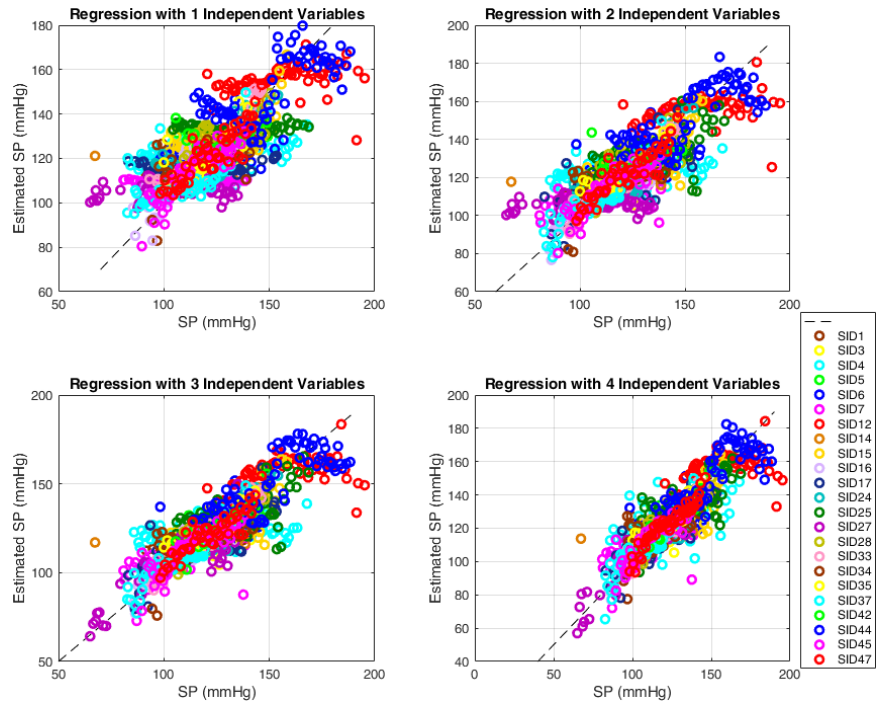 Regression with 1 Independent Variables
180
160
140
120
100
80
60
50
100
150
200
Estimated SP (mmHg)
SP (mmHg)
Regression with 2 Independent Variables
200
180
160
140
120
100
80
60
50
100
150
200
Estimated SP (mmHg)
SP (mmHg)
Regression with 3 Independent Variables
200
150
100
50
50
100
150
200
Estimated SP (mmHg)
SP (mmHg)
Regression with 4 Independent Variables
200
180
160
140
120
100
80
60
40
0
50
100
150
200
Estimated SP (mmHg)
SP (mmHg)
SID1
SID3
SID4
SID5
SID6
SID7
SID12
SID14
SID15
SID16
SID17
SID24
SID25
SID27
SID28
SID33
SID34
SID35
SID37
SID42
SID44
SID45
SID47